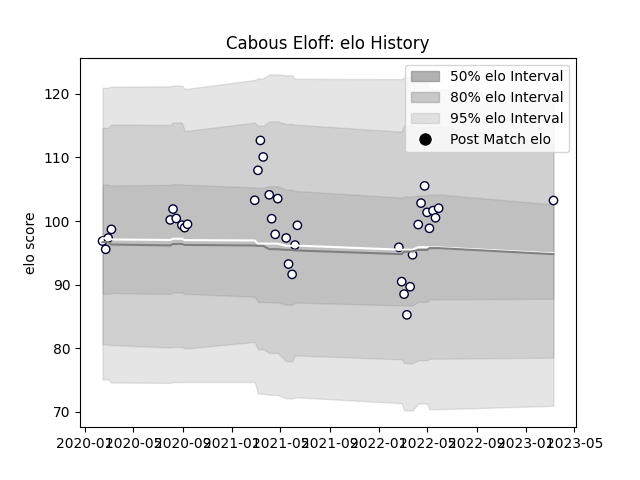 Cabous Eloff: elo History
50% elo Interval
80% elo Interval
95% elo Interval
Post Match elo
elo score
120
110
100
90
80
70
2020-01 2020-05 2020-09 2021-01 2021-05 2021-09 2022-01 2022-05 2022-09 2023-01 2023-05